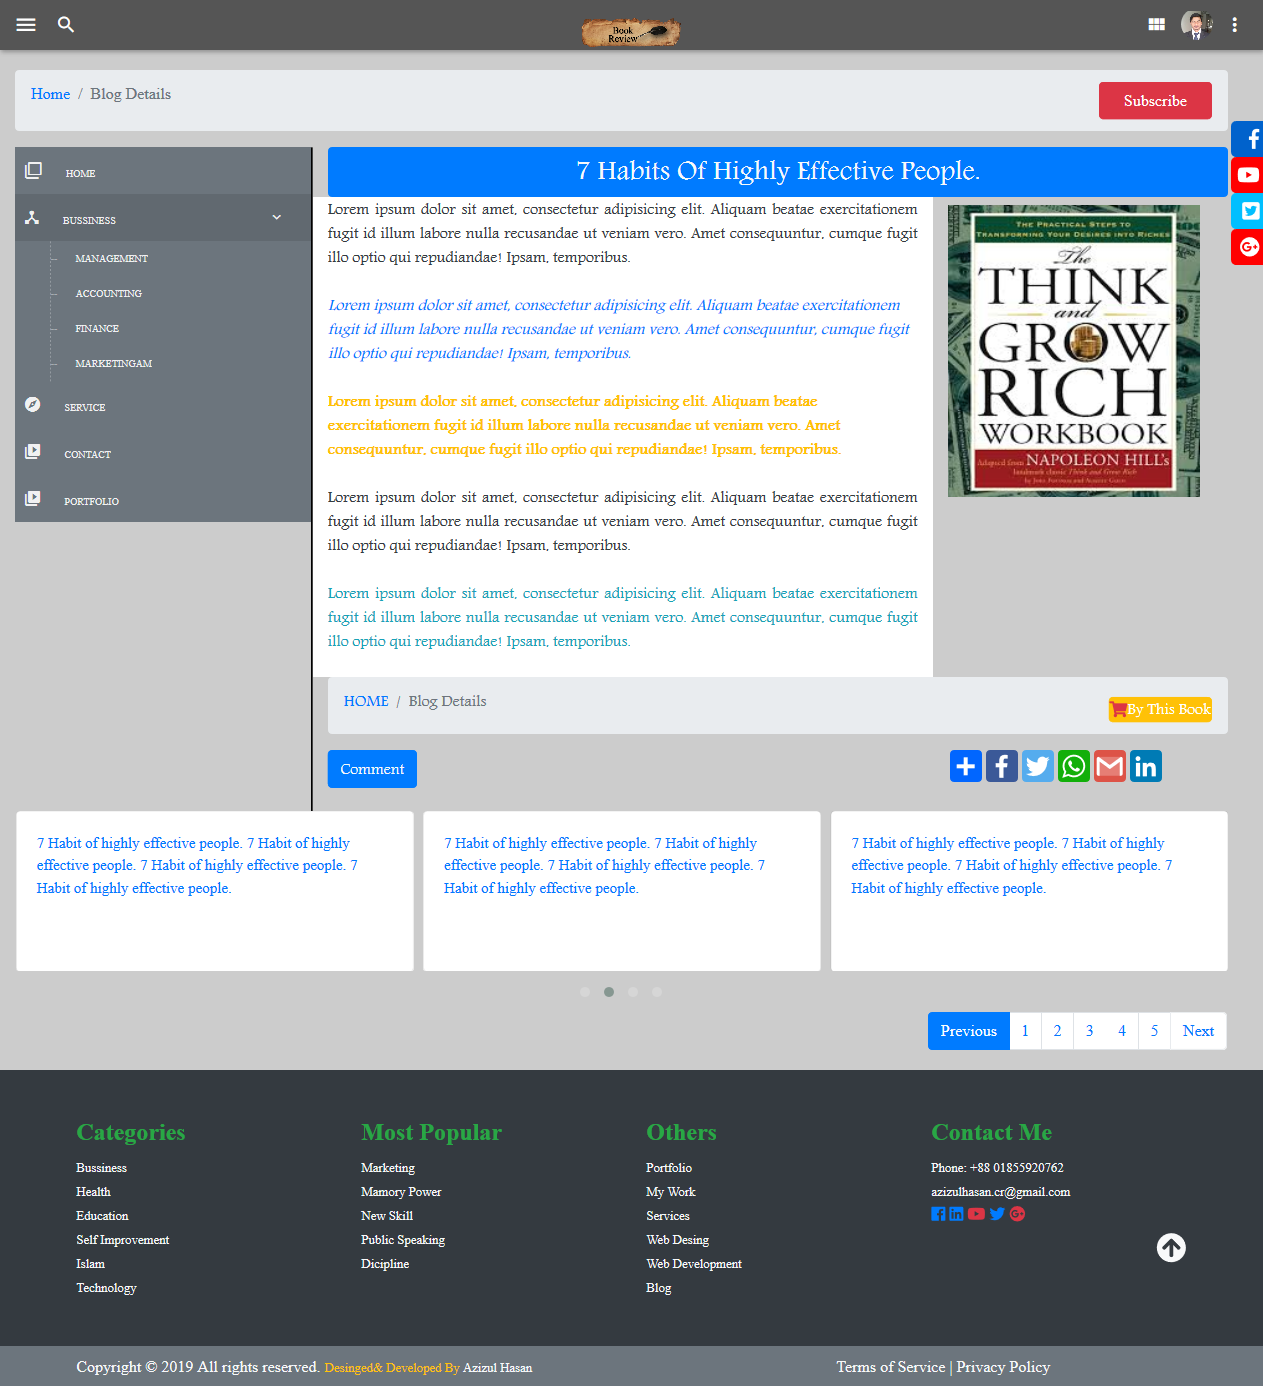 Book
Review
Home / Blog Details
Subscribe
HOME
BUSSINESS
MANAGEMENT
ACCOUNTING
FINANCE
MARKETINGAM
SERVICE
CONTACT
PORTFOLIO
7 Habits Of Highly Effective People.
Lorem ipsum dolor sit amet, consectetur adipisicing elit. Aliquam beatae exercitationem
fugit id illum labore nulla recusandae ut veniam vero. Amet consequuntur, cumque fugit
illo optio qui repudiandae! Ipsam, temporibus.
Lorem ipsum dolor sit amet, consectetur adipisicing elit. Aliquam beatae exercitationem
fugit id illum labore nulla recusandae ut veniam vero. Amet consequuntur, cumque fugit
illo optio qui repudiandae! Ipsam, temporibus.
Lorem ipsum dolor sit amet, consectetur adipisicing elit. Aliquam beatae
exercitationem fugit id illum labore nulla recusandae ut veniam vero. Amet
consequuntur, cumque fugit illo optio qui repudiandae! Ipsam, temporibus.
Lorem ipsum dolor sit amet, consectetur adipisicing elit. Aliquam beatae exercitationem
fugit id illum labore nulla recusandae ut veniam vero. Amet consequuntur, cumque fugit
illo optio qui repudiandae! Ipsam, temporibus.
Lorem ipsum dolor sit amet, consectetur adipisicing elit. Aliquam beatae exercitationem
fugit id illum labore nulla recusandae ut veniam vero. Amet consequuntur, cumque fugit
illo optio qui repudiandae! Ipsam, temporibus.
The Practical Steps to
Transforming Your Desires into Riches
The
THINK
and
GROW
RICH
WORKBOOK
Adapted from NAPOLEON HILL's
landmark classic Think and Grow Rich
HOME / Blog Details
By This Book
Comment
7 Habit of highly effective people. 7 Habit of highly
effective people. 7 Habit of highly effective people. 7
Habit of highly effective people.
7 Habit of highly effective people. 7 Habit of highly
effective people. 7 Habit of highly effective people. 7
Habit of highly effective people.
7 Habit of highly effective people. 7 Habit of highly
effective people. 7 Habit of highly effective people. 7
Habit of highly effective people.
Previous 1 2 3 4 5 Next
Categories
Bussiness
Health
Education
Self Improvement
Islam
Technology
Most Popular
Marketing
Mamory Power
New Skill
Public Speaking
Dicipline
Others
Portfolio
My Work
Services
Web Desing
Web Development
Blog
Contact Me
Phone: +88 01855920762
azizulhasan.cr@gmail.com
Copyright © 2019 All rights reserved. Desinged& Developed By Azizul Hasan
Terms of Service | Privacy Policy